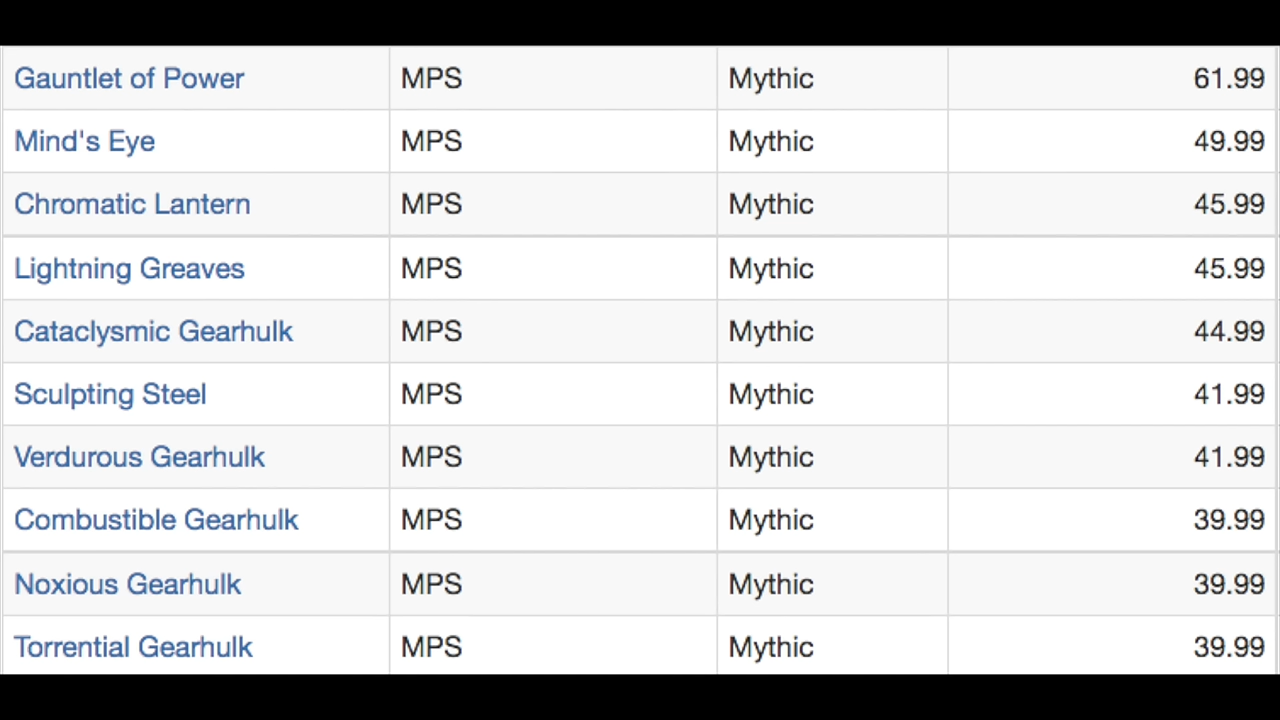 Gauntlet of Power MPS Mythic 61.99
Mind's Eye MPS Mythic 49.99
Chromatic Lantern MPS Mythic 45.99
Lightning Greaves MPS Mythic 45.99
Cataclysmic Gearhulk MPS Mythic 44.99
Sculpting Steel MPS Mythic 41.99
Verdurous Gearhulk MPS Mythic 41.99
Combustible Gearhulk MPS Mythic 39.99
Noxious Gearhulk MPS Mythic 39.99
Torrential Gearhulk MPS Mythic 39.99